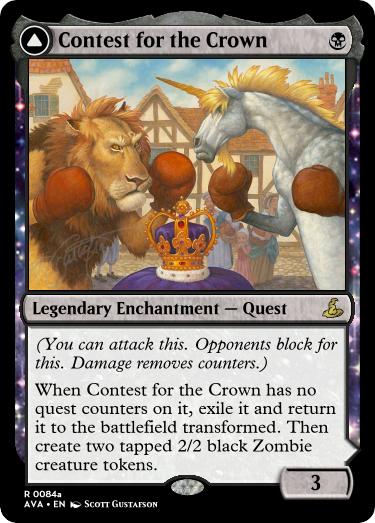 Contest for the Crown
Legendary Enchantment — Quest
(You can attack this. Opponents block for
this. Damage removes counters.)
When Contest for the Crown has no
quest counters on it, exile it and return
it to the battlefield transformed. Then
create two tapped 2/2 black Zombie
creature tokens.
3
R 0084a
AVA • EN Scott Gustafson